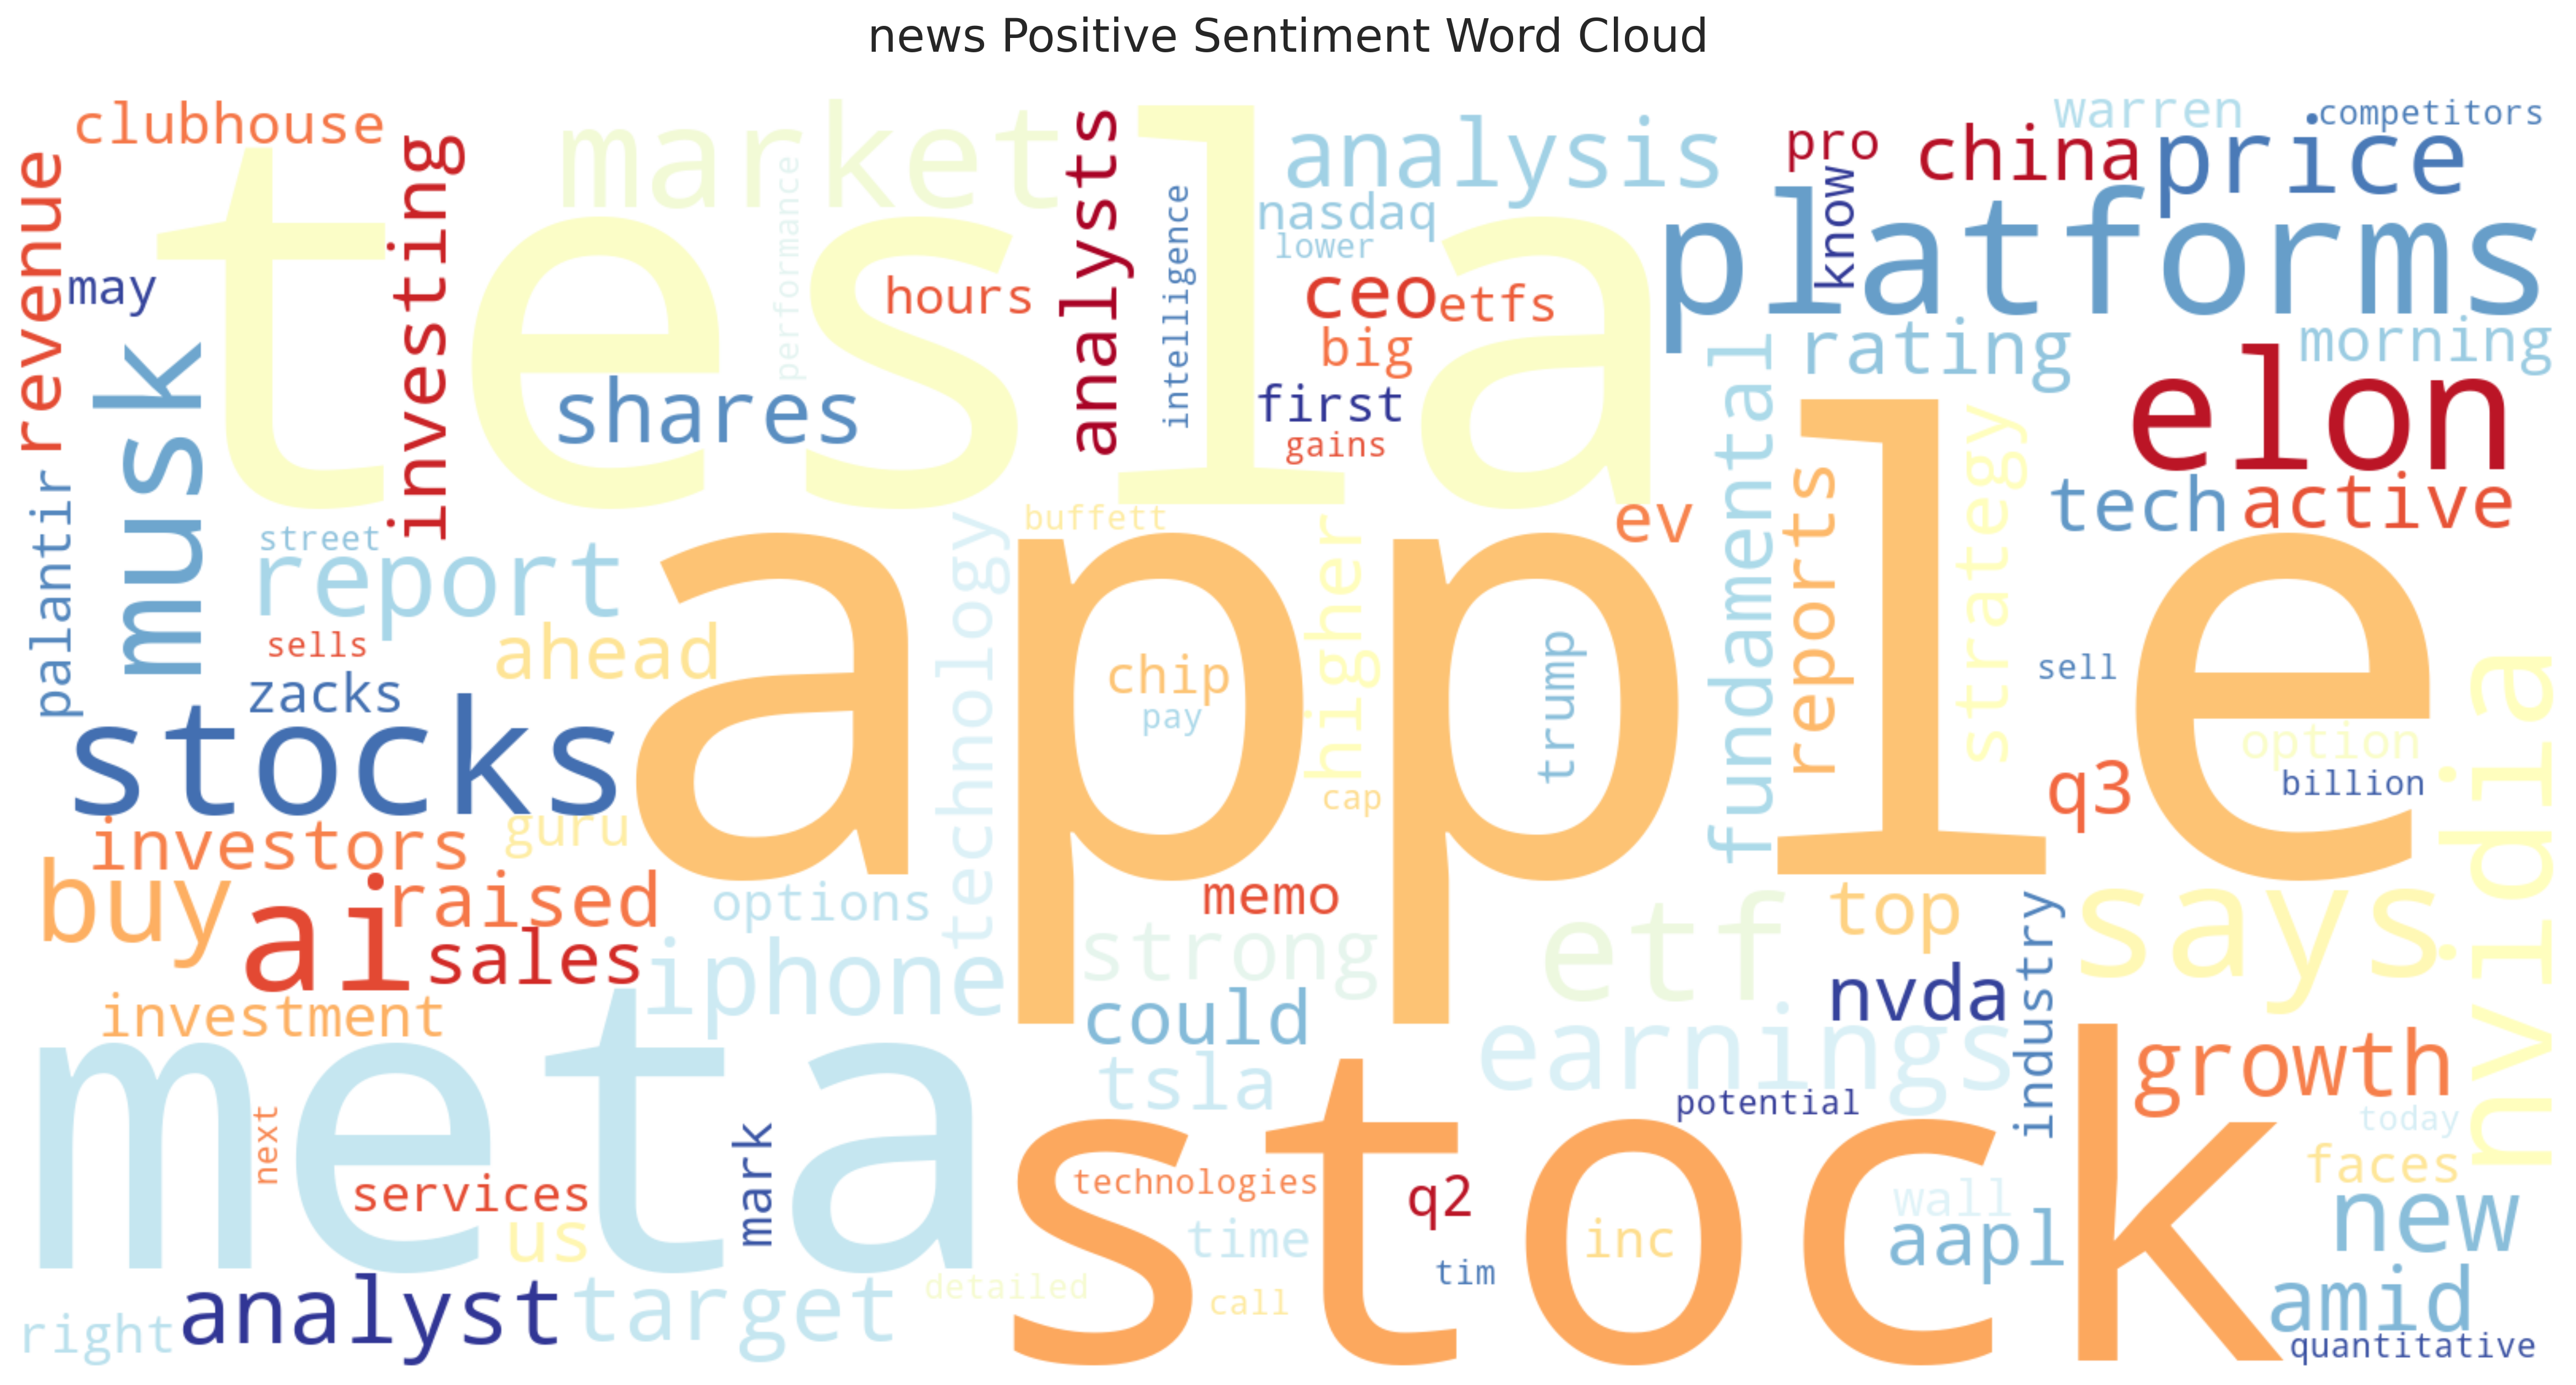 news Positive Sentiment Word Cloud
clubhouse
market
analysts
analysis
pro
china
warren
competitors
price
revenue
investing
tesla
performance
intelligence
nasdaq
lower
know
platforms
may
hours
ceo
etfs
big
rating
morning
musk
shares
first
gains
fundamental
elon
palantir
street
report
buffett
ev
reports
strategy
tech
active
sells
ahead
technology
apple
chip
pay
higher
cap
trump
sell
zacks
stocks
q3
option
billion
nvidia
investors
guru
buy
ai
raised
sales
options
iphone
memo
strong
etf
top
says
industry
investment
could
nvda
meta
tsla
earnings
potential
growth
today
next
services
us
mark
stock
technologies
q2
time
inc
tim
wall
aapl
faces
new
detailed
call
amid
right
analyst
target
quantitative